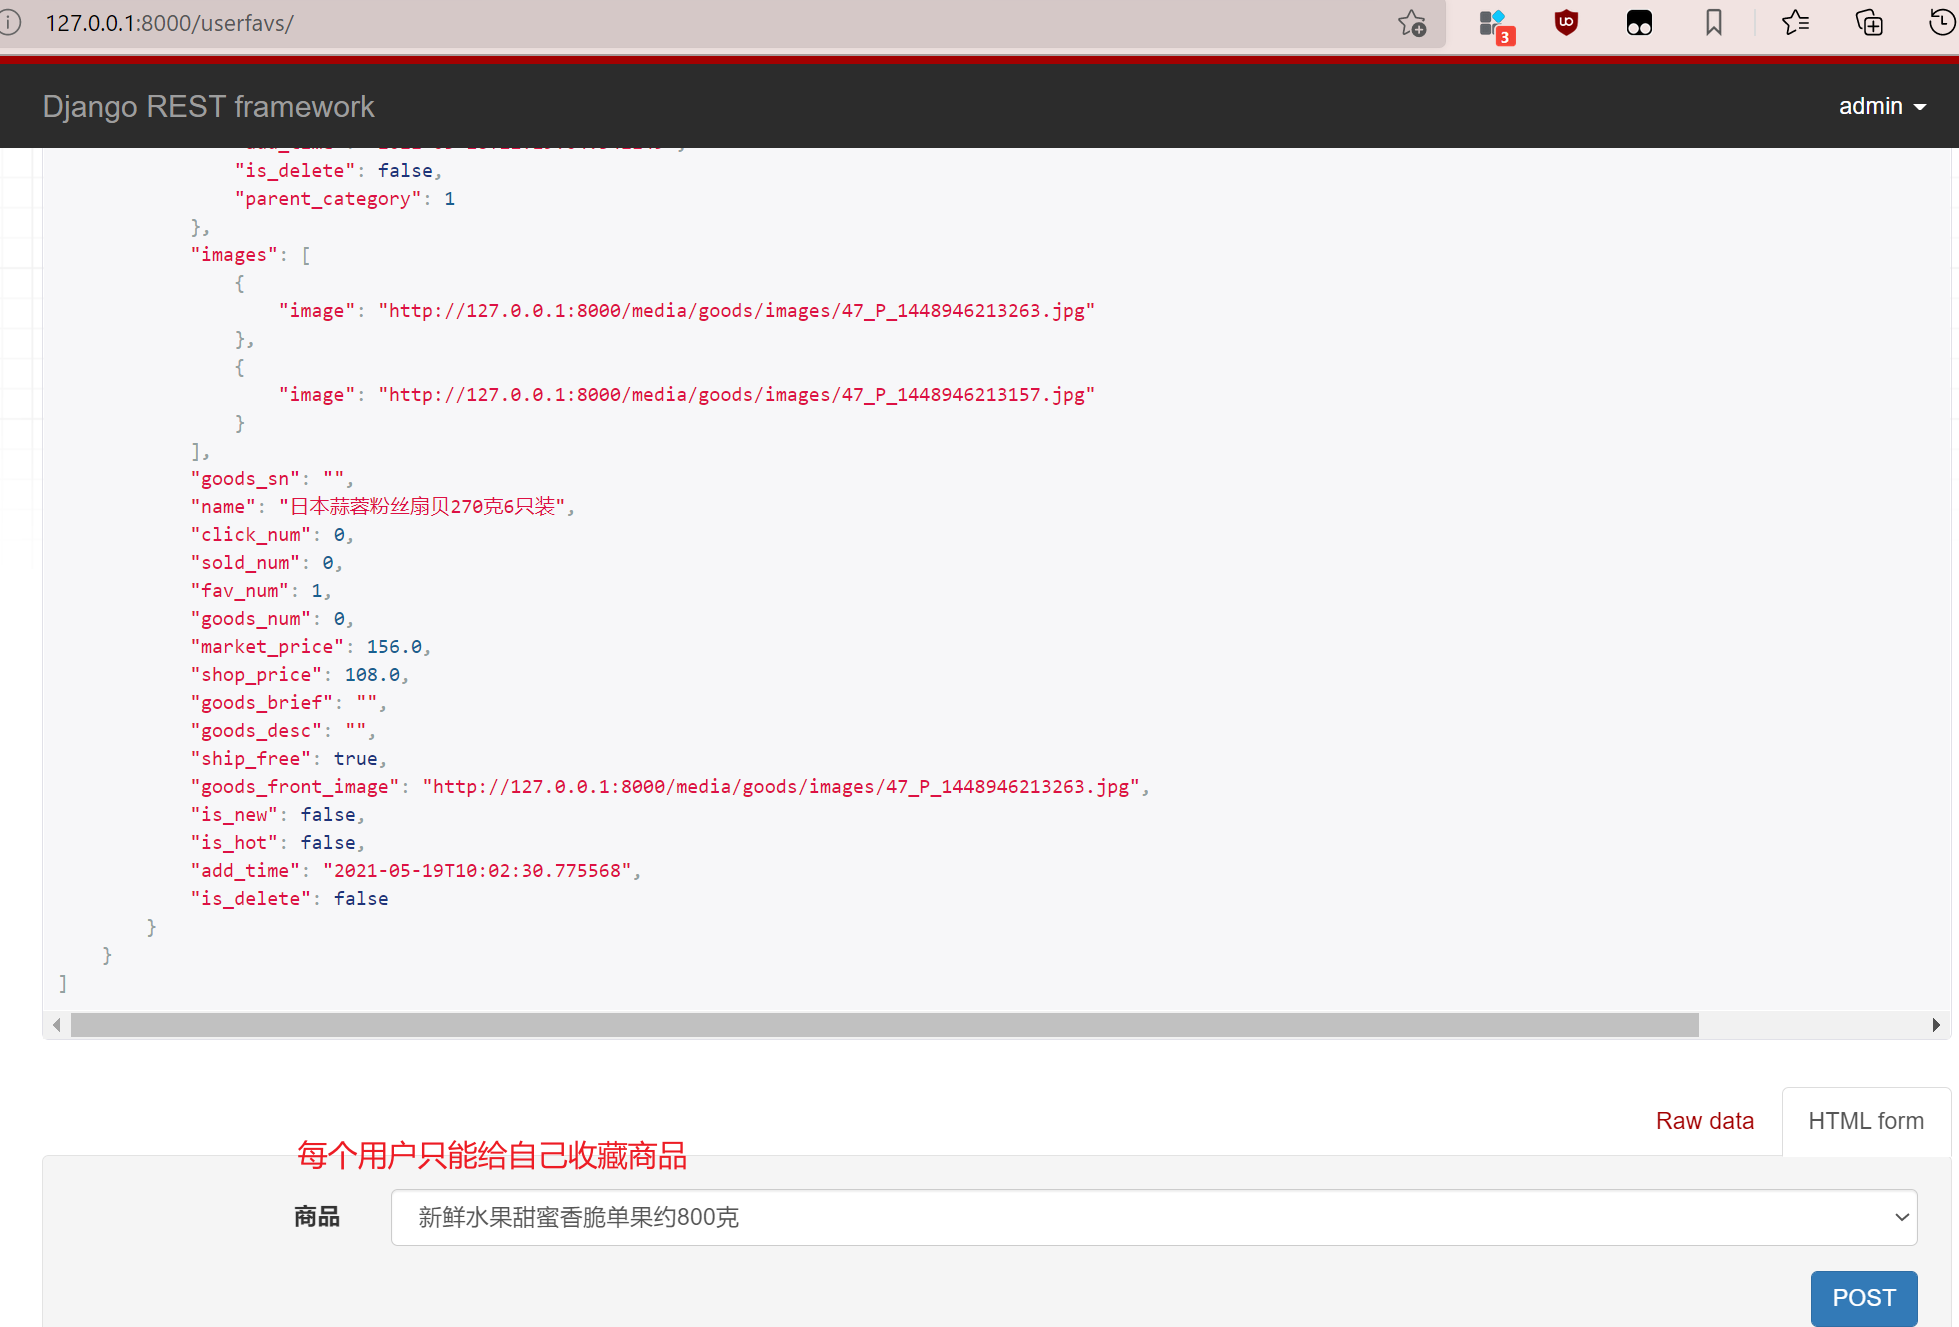 127.0.0.1:8000/userfavs/
3
Django REST framework
admin
"is_delete": false,
"parent_category": 1
},
"images": [
{
"image": "http://127.0.0.1:8000/media/goods/images/47_P_1448946213263.jpg"
},
{
"image": "http://127.0.0.1:8000/media/goods/images/47_P_1448946213157.jpg"
}
],
"goods_sn": "",
"name": "日本蒜蓉粉丝扇贝270克6只装",
"click_num": 0,
"sold_num": 0,
"fav_num": 1,
"goods_num": 0,
"market_price": 156.0,
"shop_price": 108.0,
"goods_brief": "",
"goods_desc": "",
"ship_free": true,
"goods_front_image": "http://127.0.0.1:8000/media/goods/images/47_P_1448946213263.jpg",
"is_new": false,
"is_hot": false,
"add_time": "2021-05-19T10:02:30.775568",
"is_delete": false
}
}
]
Raw data
HTML form
每个用户只能给自己收藏商品
商品
新鲜水果甜蜜香脆单果约800克
POST